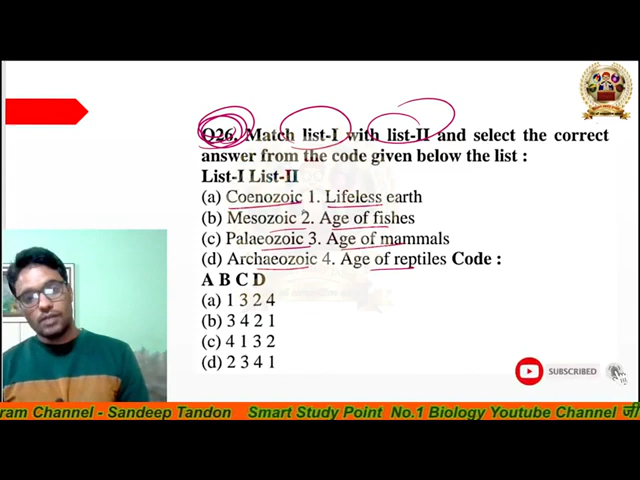 Q26. Match list-I with list-II and select the correct
answer from the code given below the list :
List-I List-II
(a) Coenozoic 1. Lifeless earth
(b) Mesozoic 2. Age of fishes
(c) Palaeozoic 3. Age of mammals
(d) Archaeozoic 4. Age of reptiles Code :
A B C D
(a) 1 3 2 4
(b) 3 4 2 1
(c) 4 1 3 2
(d) 2 3 4 1
SUBSCRIBED
ram Channel - Sandeep Tandon Smart Study Point No.1 Biology Youtube Channel जी